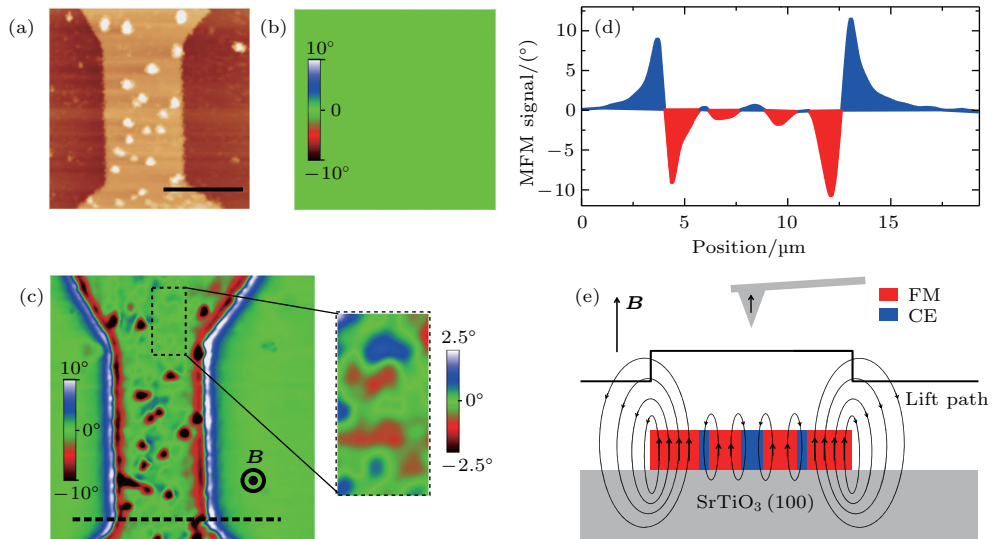 (a)
(b)
10°
0
−10°
(d)
MFM signal/(°)
10
5
0
−5
−10
0
5
10
15
Position/µm
(c)
10°
0°
−10°
B
2.5°
0°
−2.5°
(e)
B
FM
CE
Lift path
SrTiO₃ (100)